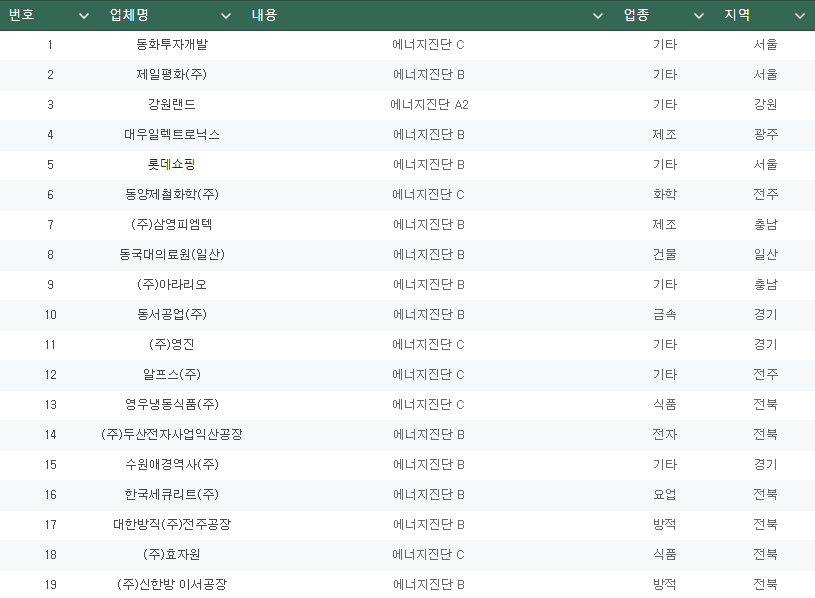 번호 업체명 내용 업종 지역
1 동화투자개발 에너지진단 C 기타 서울
2 제일평화(주) 에너지진단 B 기타 서울
3 강원랜드 에너지진단 A2 기타 강원
4 대우일렉트로닉스 에너지진단 B 제조 광주
5 롯데쇼핑 에너지진단 B 기타 서울
6 동양제철화학(주) 에너지진단 C 화학 전주
7 (주)삼영피엠텍 에너지진단 B 제조 충남
8 동국대의료원(일산) 에너지진단 B 건물 일산
9 (주)아라리오 에너지진단 B 기타 충남
10 동서공업(주) 에너지진단 B 금속 경기
11 (주)영진 에너지진단 C 기타 경기
12 알프스(주) 에너지진단 C 기타 전주
13 영우냉동식품(주) 에너지진단 C 식품 전북
14 (주)두산전자사업익산공장 에너지진단 B 전자 전북
15 수원애경역사(주) 에너지진단 B 기타 경기
16 한국세큐리트(주) 에너지진단 B 요업 전북
17 대한방직(주)전주공장 에너지진단 B 방적 전북
18 (주)효자원 에너지진단 C 식품 전북
19 (주)신한방 이서공장 에너지진단 B 방적 전북